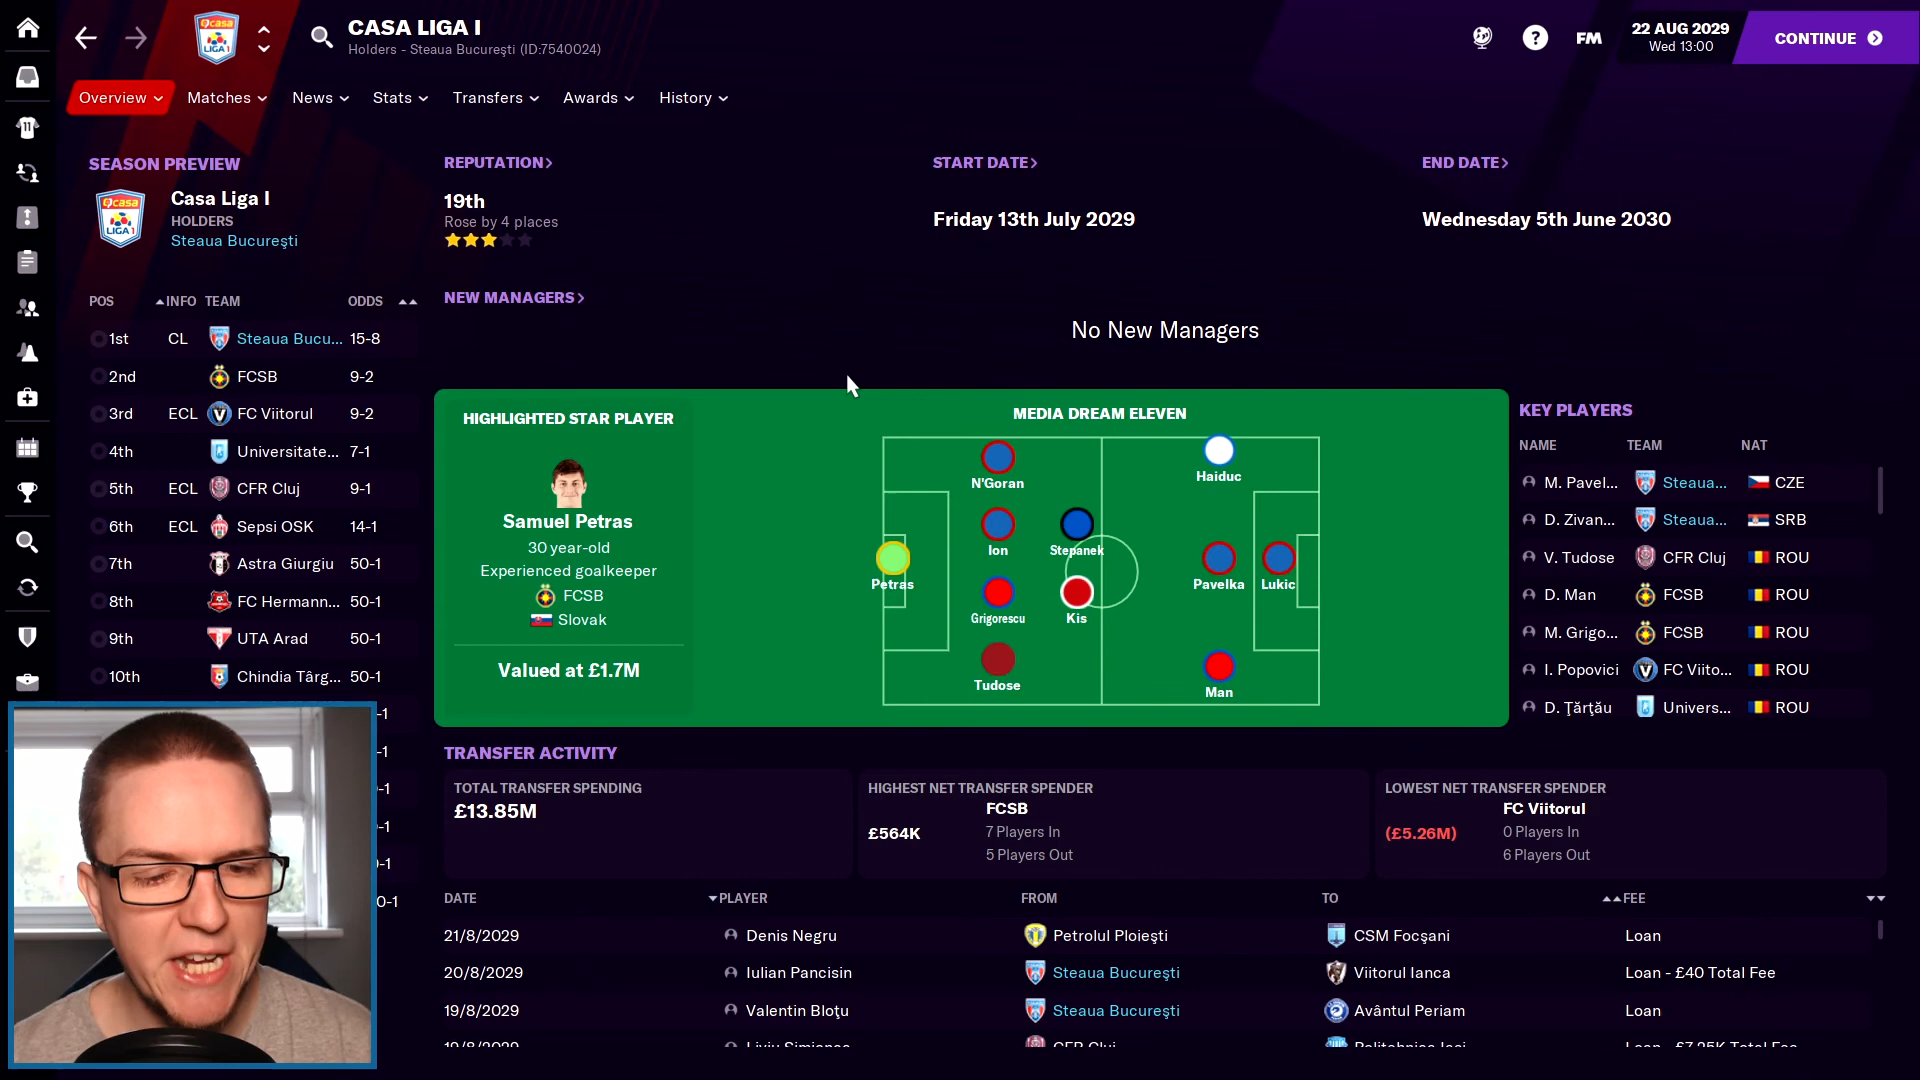 CASA LIGA I
Holders - Steaua Bucureşti (ID:7540024)
FM
22 AUG 2029
Wed 13:00
CONTINUE
Overview
Matches
News
Stats
Transfers
Awards
History
SEASON PREVIEW
Casa Liga I
HOLDERS
Steaua Bucureşti
REPUTATION
19th
Rose by 4 places
START DATE
Friday 13th July 2029
END DATE
Wednesday 5th June 2030
NEW MANAGERS
No New Managers
POS INFO TEAM ODDS
1st CL Steaua Bucu... 15-8
2nd FCSB 9-2
3rd ECL FC Viitorul 9-2
4th Universitate... 7-1
5th ECL CFR Cluj 9-1
6th ECL Sepsi OSK 14-1
7th Astra Giurgiu 50-1
8th FC Hermann... 50-1
9th UTA Arad 50-1
10th Chindia Târg... 50-1
HIGHLIGHTED STAR PLAYER
Samuel Petras
30 year-old
Experienced goalkeeper
FCSB
Slovak
Valued at £1.7M
MEDIA DREAM ELEVEN
N'Goran
Haiduc
Ion
Stepanek
Petras
Pavelka
Lukic
Grigorescu
Kis
Tudose
Man
KEY PLAYERS
NAME TEAM NAT
M. Pavel... Steaua... CZE
D. Zivan... Steaua... SRB
V. Tudose CFR Cluj ROU
D. Man FCSB ROU
M. Grigo... FCSB ROU
I. Popovici FC Viito... ROU
D. Ţârţău Univers... ROU
TRANSFER ACTIVITY
TOTAL TRANSFER SPENDING
£13.85M
HIGHEST NET TRANSFER SPENDER
FCSB
£564K
7 Players In
5 Players Out
LOWEST NET TRANSFER SPENDER
FC Viitorul
(£5.26M)
0 Players In
6 Players Out
DATE PLAYER FROM TO FEE
21/8/2029 Denis Negru Petrolul Ploieşti CSM Focşani Loan
20/8/2029 Iulian Pancisin Steaua Bucureşti Viitorul Ianca Loan - £40 Total Fee
19/8/2029 Valentin Bloţu Steaua Bucureşti Avântul Periam Loan